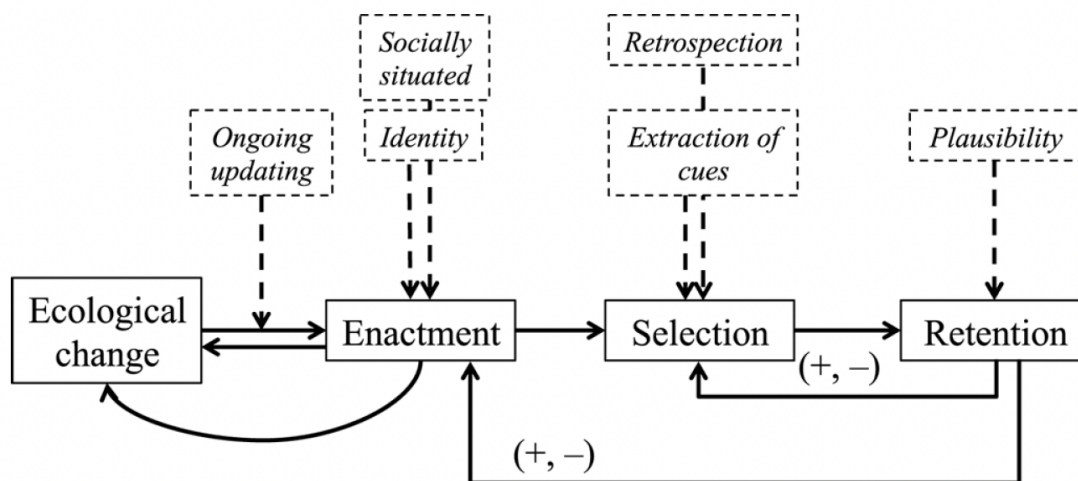 Socially
situated
Retrospection
Ongoing
updating
Identity
Extraction of
cues
Plausibility
Ecological
change
Enactment
Selection
Retention
(+, –)
(+, –)